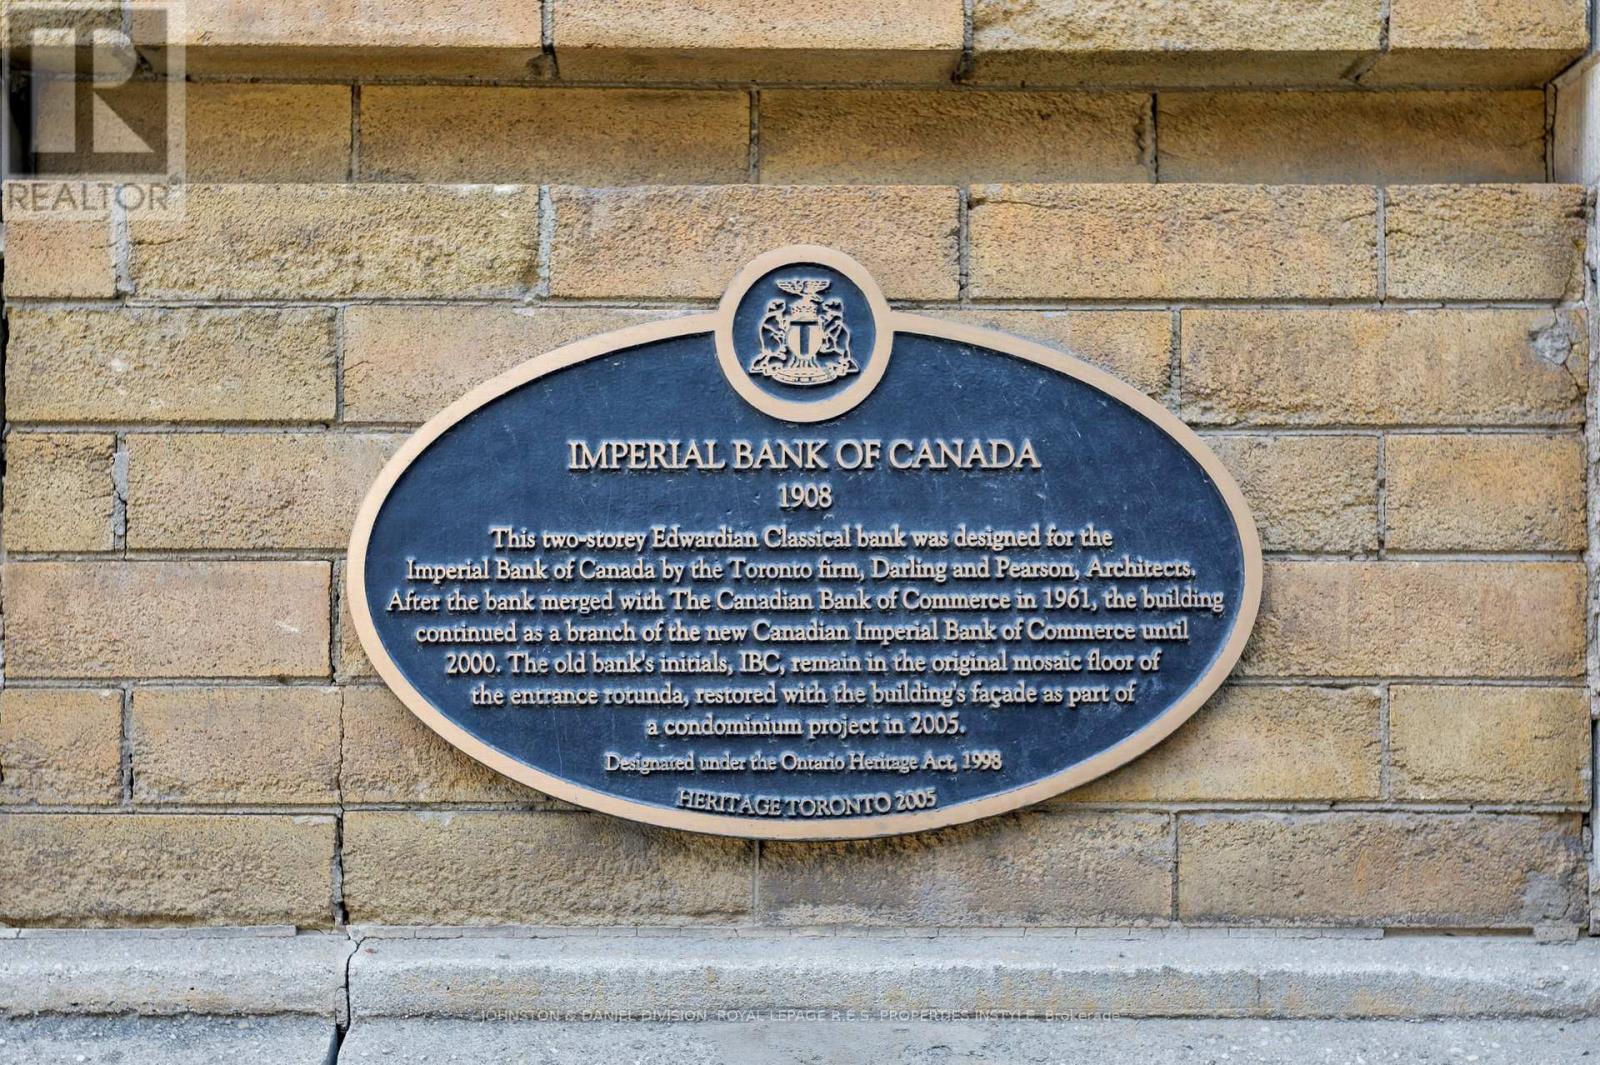 REALTOR®
IMPERIAL BANK OF CANADA
1908
This two-storey Edwardian Classical bank was designed for the
Imperial Bank of Canada by the Toronto firm, Darling and Pearson, Architects.
After the bank merged with The Canadian Bank of Commerce in 1961, the building
continued as a branch of the new Canadian Imperial Bank of Commerce until
2000. The old bank's initials, IBC, remain in the original mosaic floor of
the entrance rotunda, restored with the building's façade as part of
a condominium project in 2005.
Designated under the Ontario Heritage Act, 1998
HERITAGE TORONTO 2005
JOHNSTON & DANIEL DIVISION ROYAL LEPAGE R.E.S. PROPERTIES INSTYLE, Brokerage